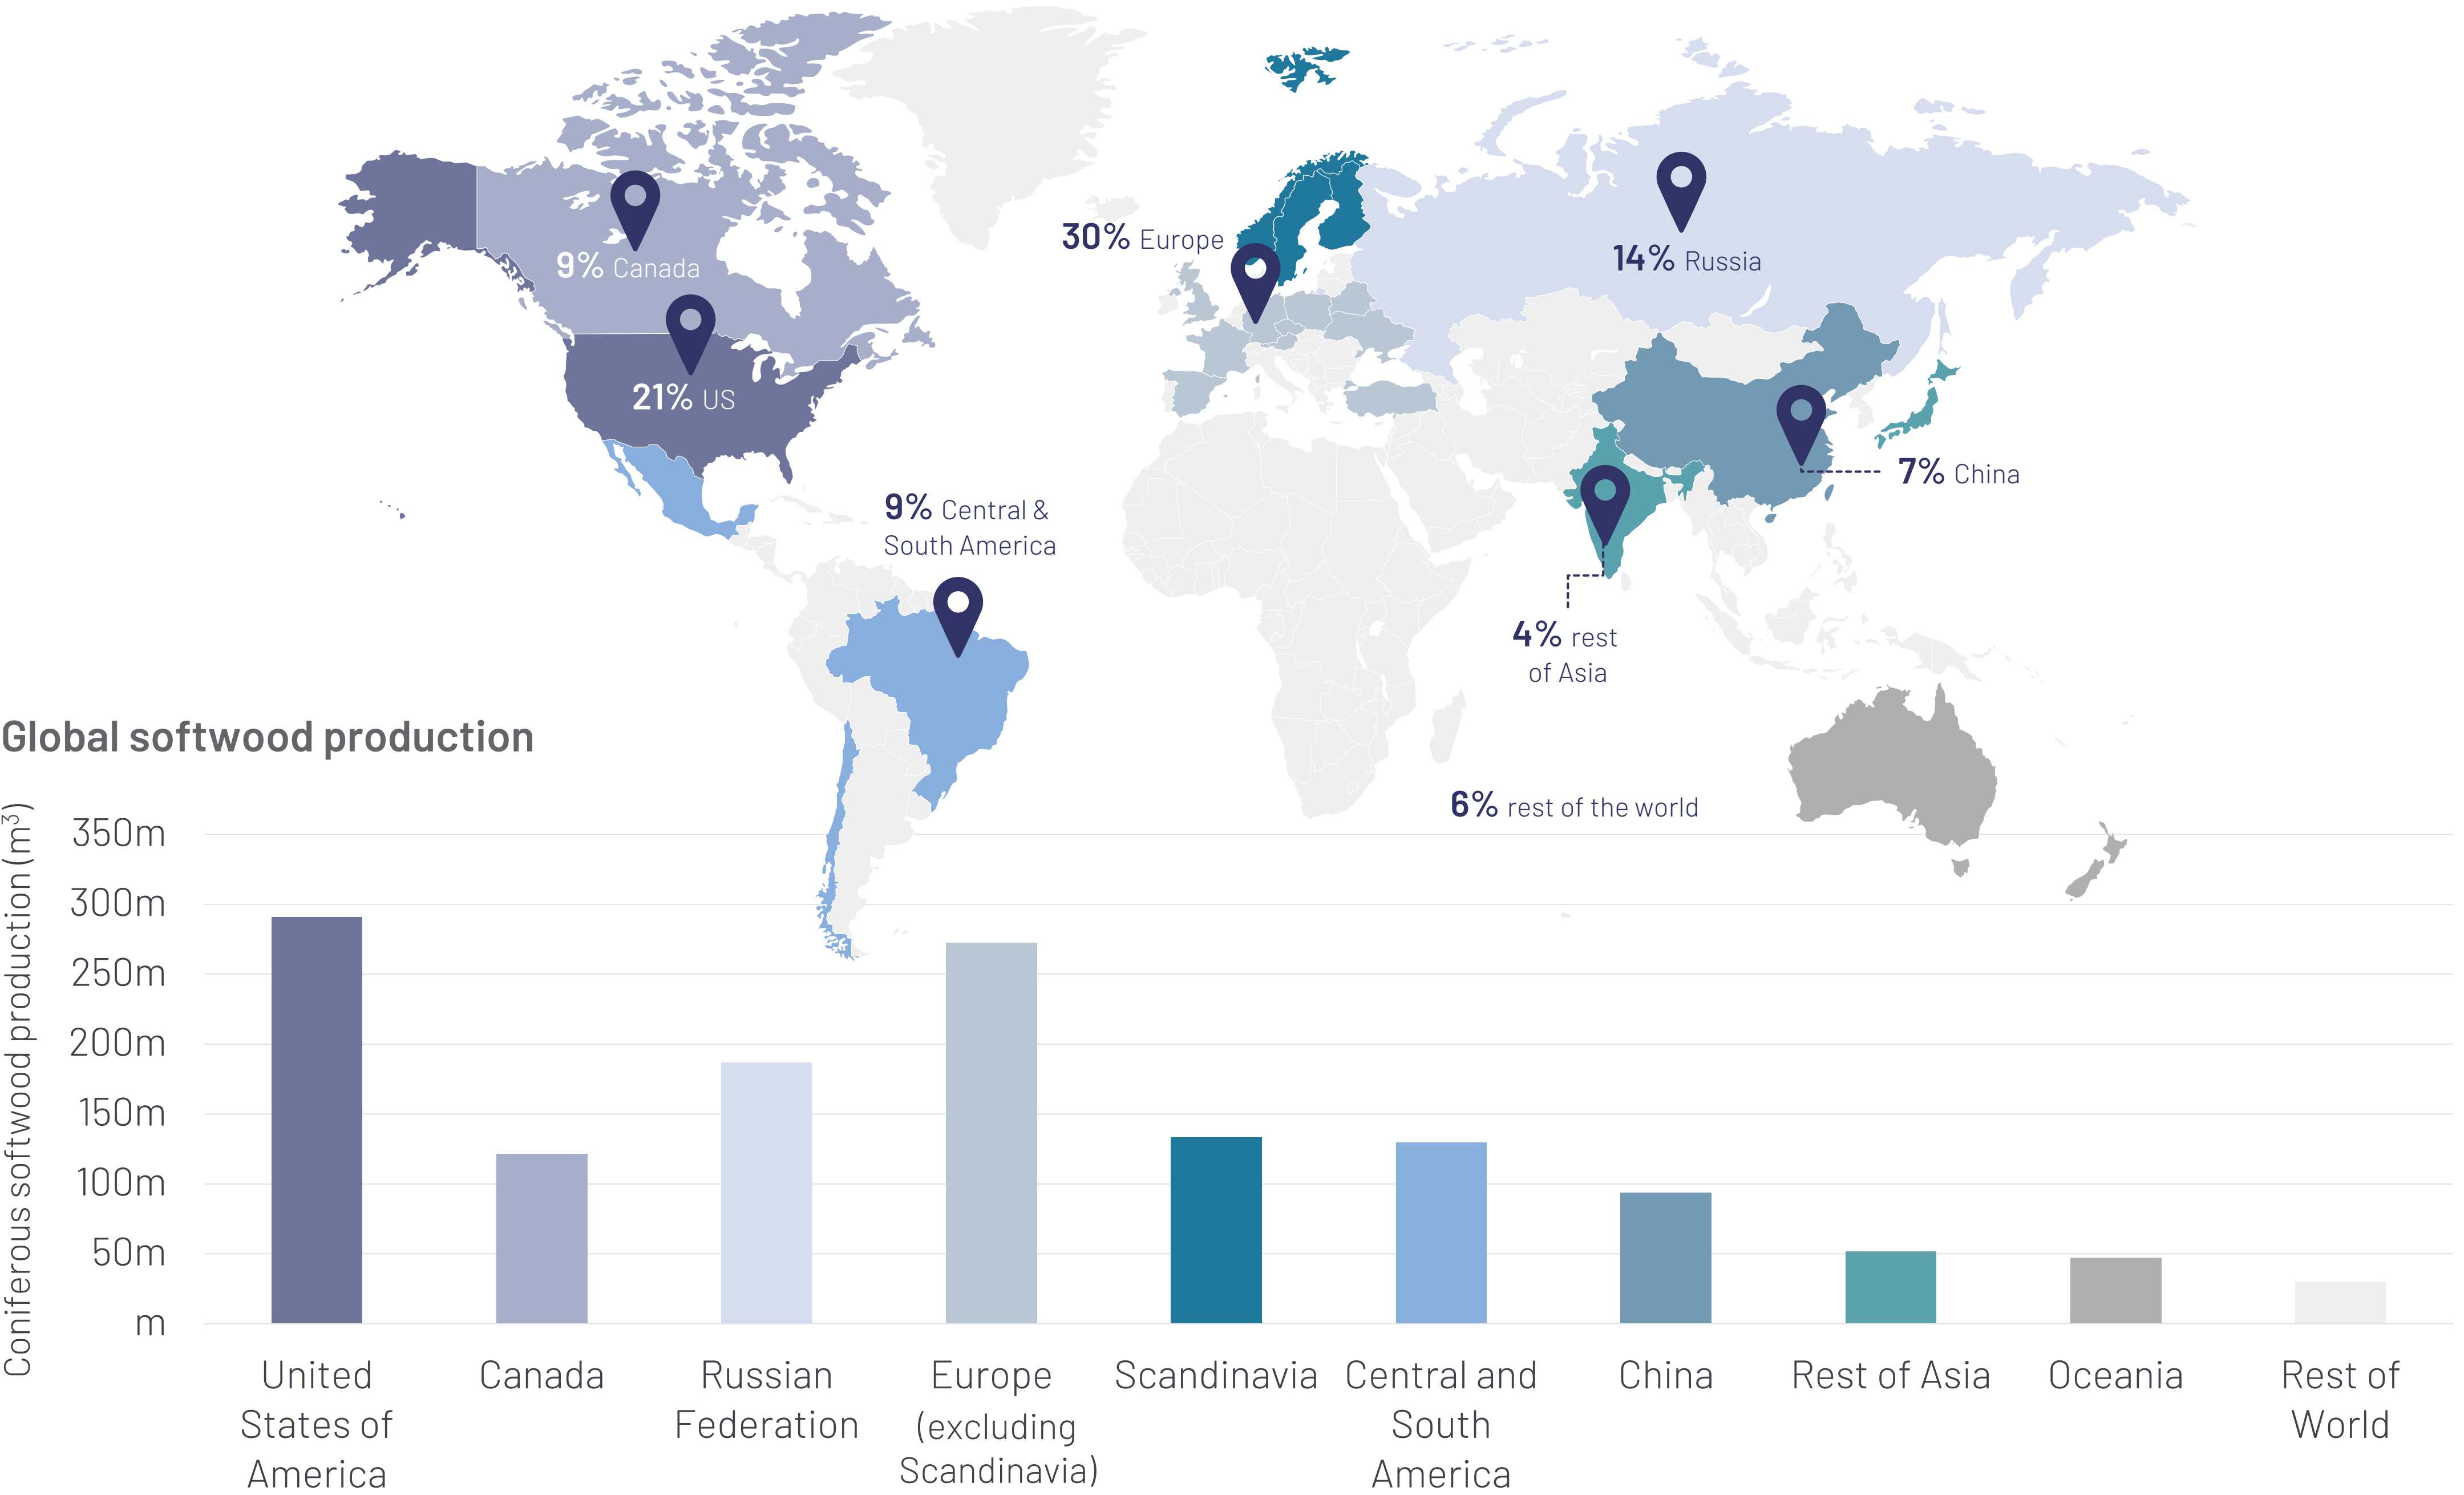 30% Europe
14% Russia
9% Canada
21% US
7% China
9% Central &
South America
4% rest
of Asia
6% rest of the world
Global softwood production
Coniferous softwood production (m³)
350m
300m
250m
200m
150m
100m
50m
m
United
States of
America
Canada
Russian
Federation
Europe
(excluding
Scandinavia)
Scandinavia
Central and
South
America
China
Rest of Asia
Oceania
Rest of
World